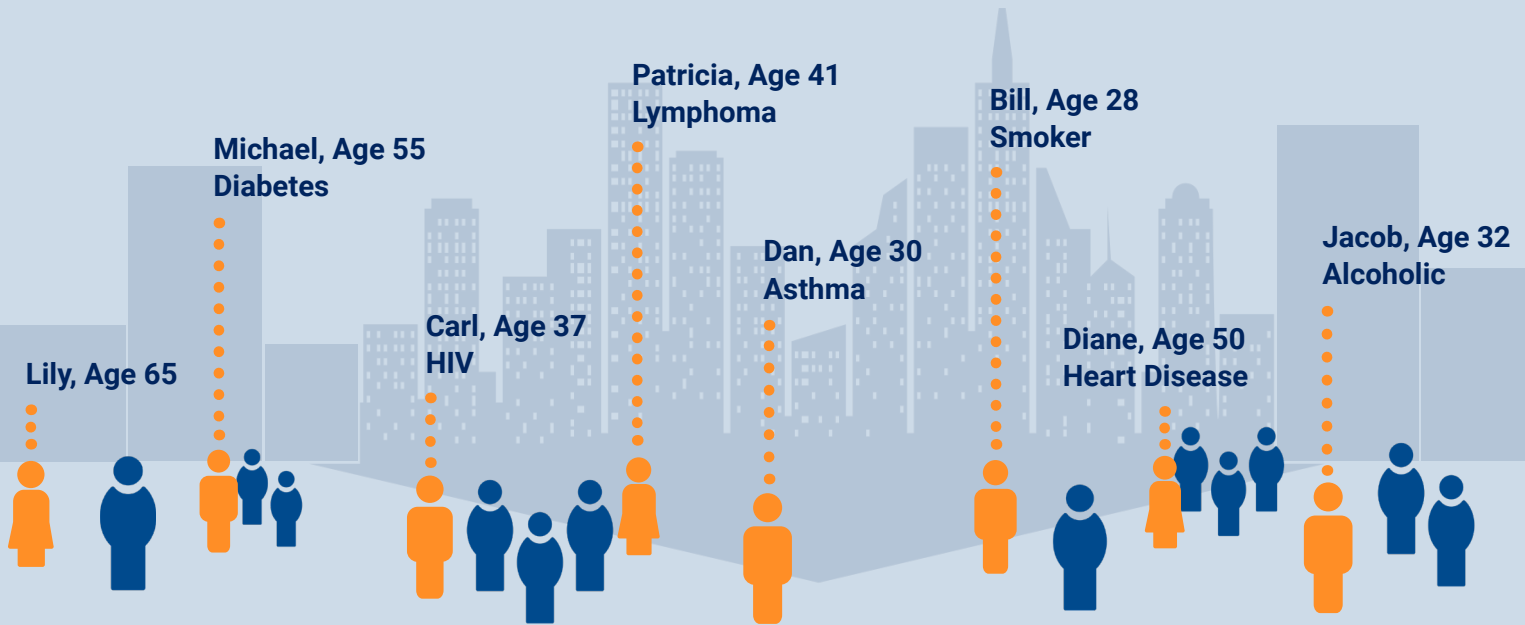 Lily, Age 65
Michael, Age 55
Diabetes
Carl, Age 37
HIV
Patricia, Age 41
Lymphoma
Dan, Age 30
Asthma
Bill, Age 28
Smoker
Diane, Age 50
Heart Disease
Jacob, Age 32
Alcoholic